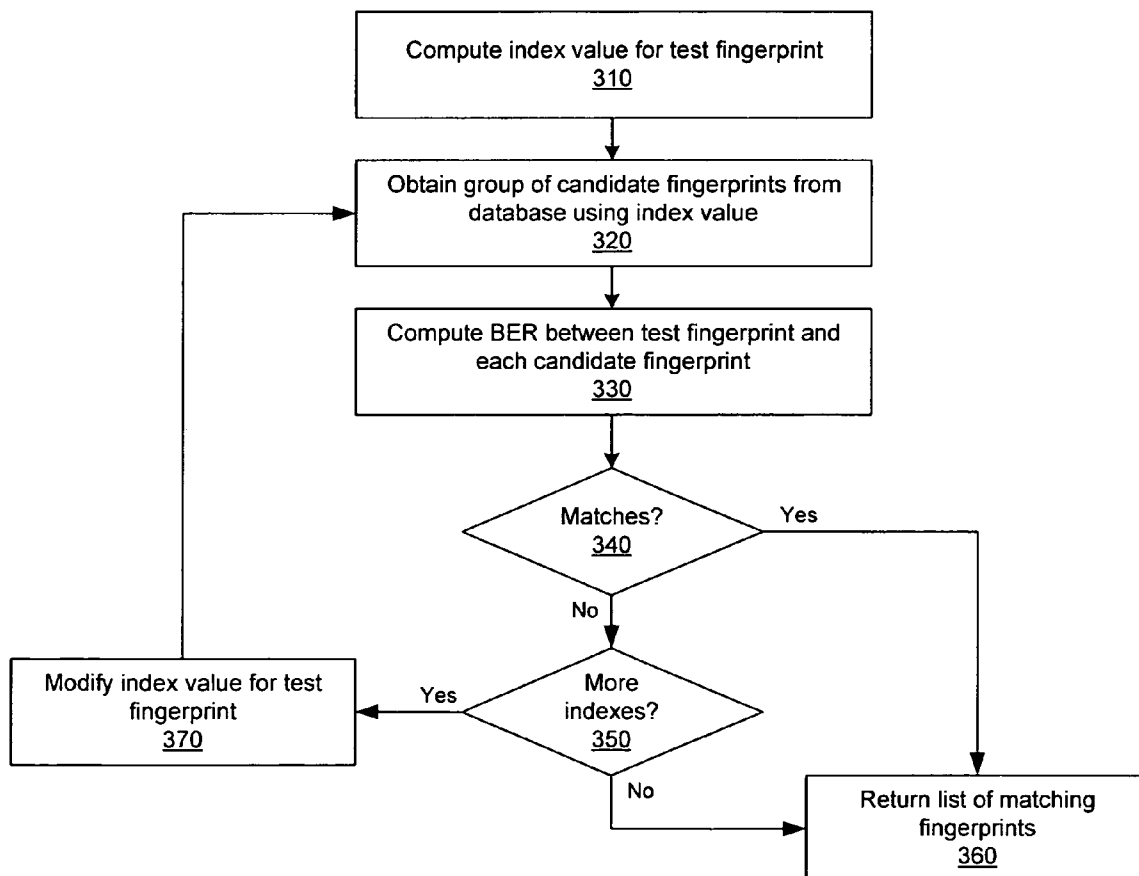 Compute index value for test fingerprint
310
Obtain group of candidate fingerprints from
database using index value
320
Compute BER between test fingerprint and
each candidate fingerprint
330
Matches?
340
Yes
No
More
indexes?
350
Yes
Modify index value for test
fingerprint
370
No
Return list of matching
fingerprints
360